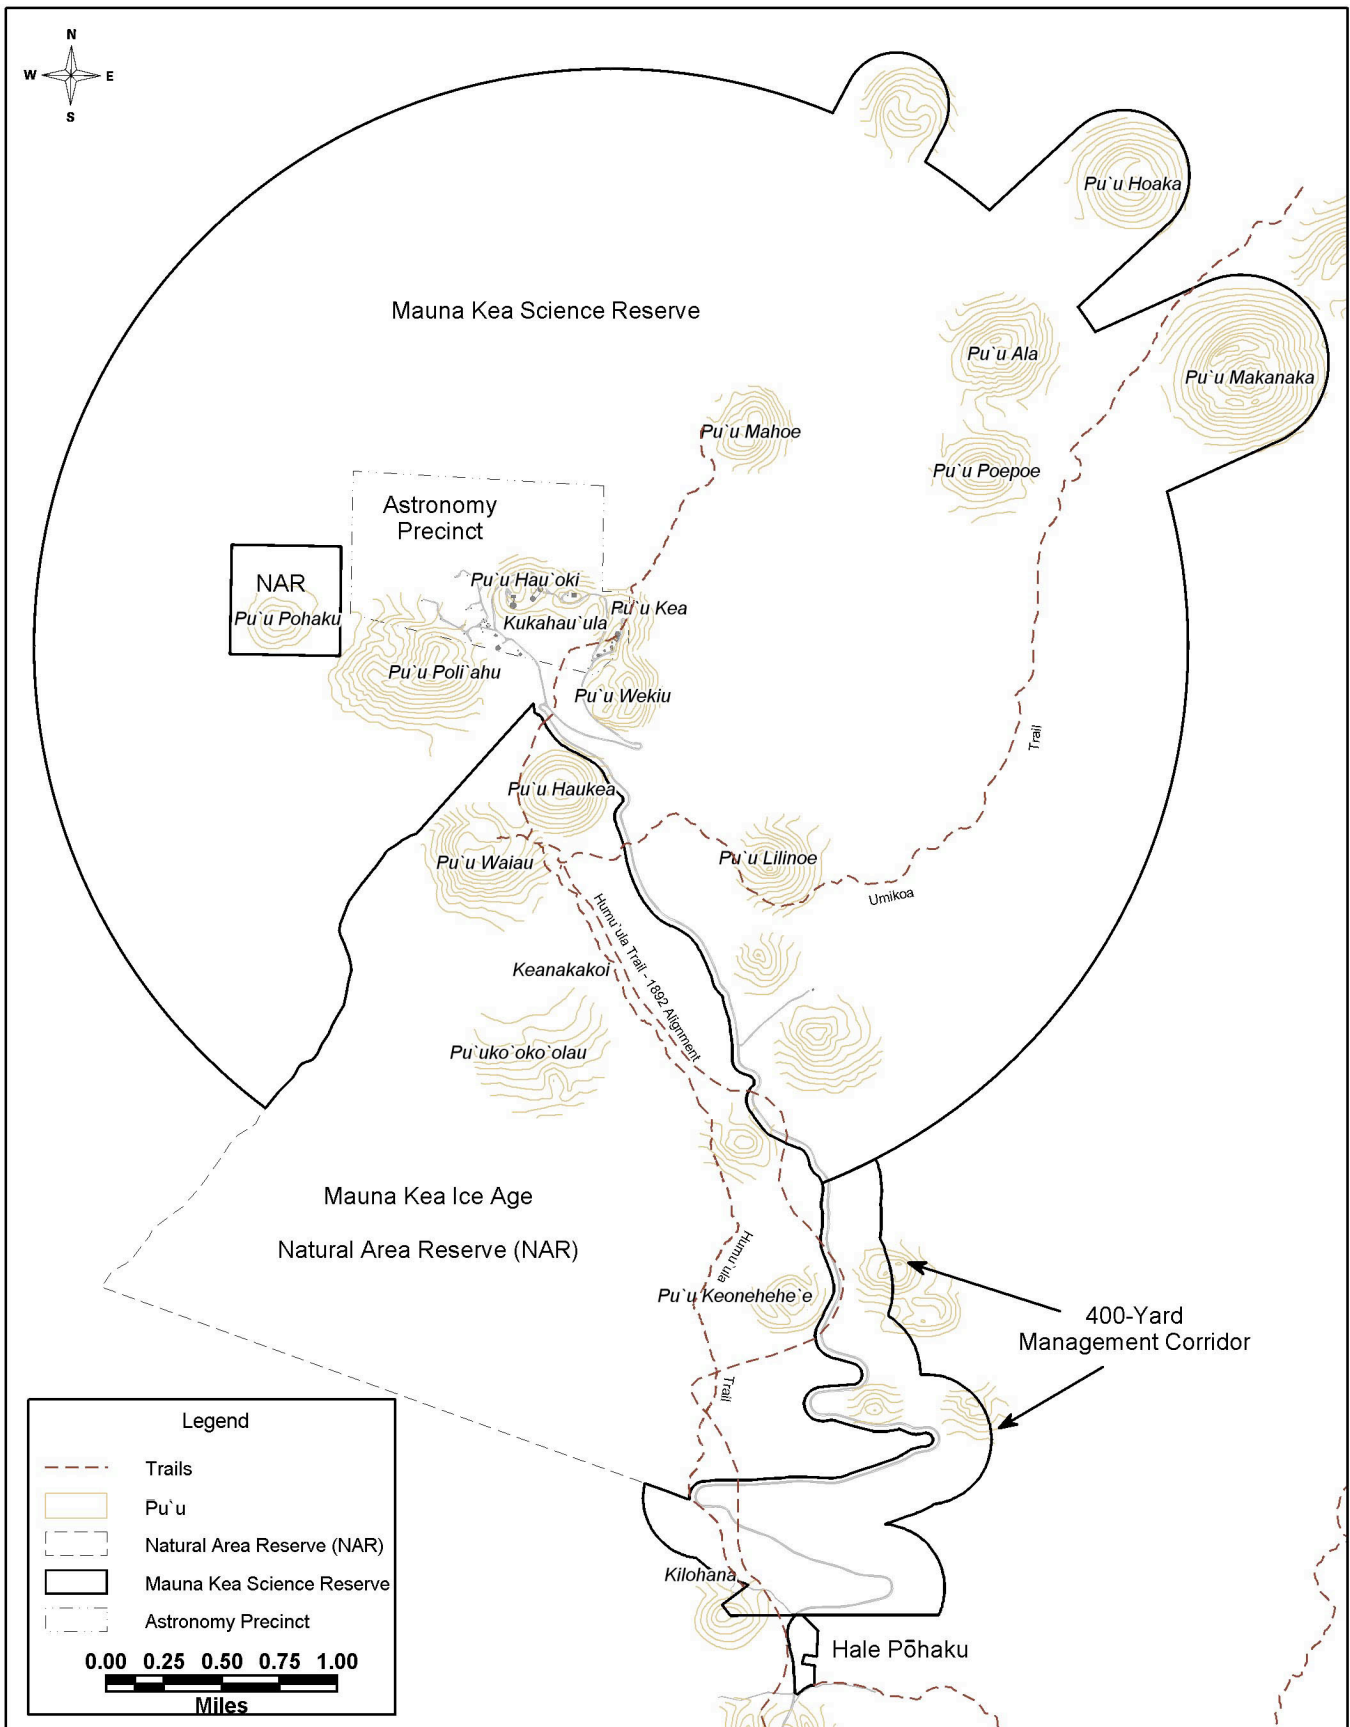 N
W E
S
Pu`u Hoaka
Mauna Kea Science Reserve
Pu`u Ala
Pu`u Makanaka
Pu`u Mahoe
Pu`u Poepoe
Astronomy
Precinct
NAR
Pu`u Pohaku
Pu`u Hau`oki
Pu`u Kea
Kukahau`ula
Pu`u Poli`ahu
Pu`u Wekiu
Trail
Pu`u Haukea
Pu`u Waiau
Pu`u Lilinoe
Umikoa
Humu`ula Trail - 1892 Alignment
Keanakakoi
Pu`uko`oko`olau
Mauna Kea Ice Age
Natural Area Reserve (NAR)
Humu`ula
Pu`u Keonehehe`e
400-Yard
Management Corridor
Trail
Kilohana
Hale Pōhaku
Legend
Trails
Pu`u
Natural Area Reserve (NAR)
Mauna Kea Science Reserve
Astronomy Precinct
0.00 0.25 0.50 0.75 1.00
Miles